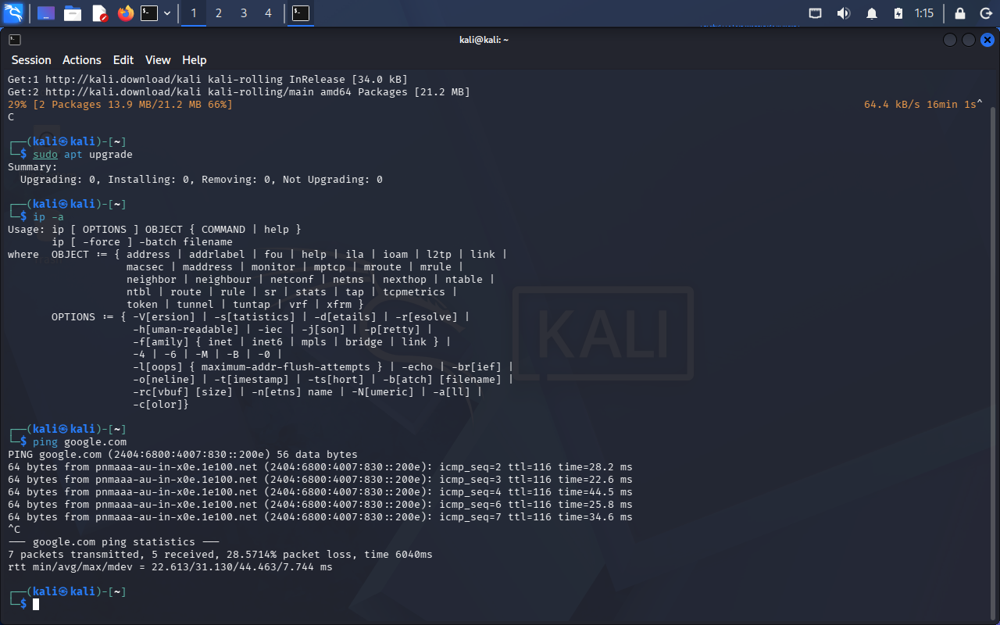 1 2 3 4 1:15
kali@kali: ~
Session Actions Edit View Help
Get:1 http://kali.download/kali kali-rolling InRelease [34.0 kB]
Get:2 http://kali.download/kali kali-rolling/main amd64 Packages [21.2 MB]
29% [2 Packages 13.9 MB/21.2 MB 66%] 64.4 kB/s 16min 1s^
C
┌──(kali㉿kali)-[~]
└─$ sudo apt upgrade
Summary:
  Upgrading: 0, Installing: 0, Removing: 0, Not Upgrading: 0
┌──(kali㉿kali)-[~]
└─$ ip -a
Usage: ip [ OPTIONS ] OBJECT { COMMAND | help }
       ip [ -force ] -batch filename
where  OBJECT := { address | addrlabel | fou | help | ila | ioam | l2tp | link |
                   macsec | maddress | monitor | mptcp | mroute | mrule |
                   neighbor | neighbour | netconf | netns | nexthop | ntable |
                   ntbl | route | rule | sr | stats | tap | tcpmetrics |
                   token | tunnel | tuntap | vrf | xfrm }
       OPTIONS := { -V[ersion] | -s[tatistics] | -d[etails] | -r[esolve] |
                    -h[uman-readable] | -iec | -j[son] | -p[retty] |
                    -f[amily] { inet | inet6 | mpls | bridge | link } |
                    -4 | -6 | -M | -B | -0 |
                    -l[oops] { maximum-addr-flush-attempts } | -echo | -br[ief] |
                    -o[neline] | -t[imestamp] | -ts[hort] | -b[atch] [filename] |
                    -rc[vbuf] [size] | -n[etns] name | -N[umeric] | -a[ll] |
                    -c[olor]}
KALI
┌──(kali㉿kali)-[~]
└─$ ping google.com
PING google.com (2404:6800:4007:830::200e) 56 data bytes
64 bytes from pnmaaa-au-in-x0e.1e100.net (2404:6800:4007:830::200e): icmp_seq=2 ttl=116 time=28.2 ms
64 bytes from pnmaaa-au-in-x0e.1e100.net (2404:6800:4007:830::200e): icmp_seq=3 ttl=116 time=22.6 ms
64 bytes from pnmaaa-au-in-x0e.1e100.net (2404:6800:4007:830::200e): icmp_seq=4 ttl=116 time=44.5 ms
64 bytes from pnmaaa-au-in-x0e.1e100.net (2404:6800:4007:830::200e): icmp_seq=6 ttl=116 time=25.8 ms
64 bytes from pnmaaa-au-in-x0e.1e100.net (2404:6800:4007:830::200e): icmp_seq=7 ttl=116 time=34.6 ms
^C
--- google.com ping statistics ---
7 packets transmitted, 5 received, 28.5714% packet loss, time 6040ms
rtt min/avg/max/mdev = 22.613/31.130/44.463/7.744 ms
┌──(kali㉿kali)-[~]
└─$